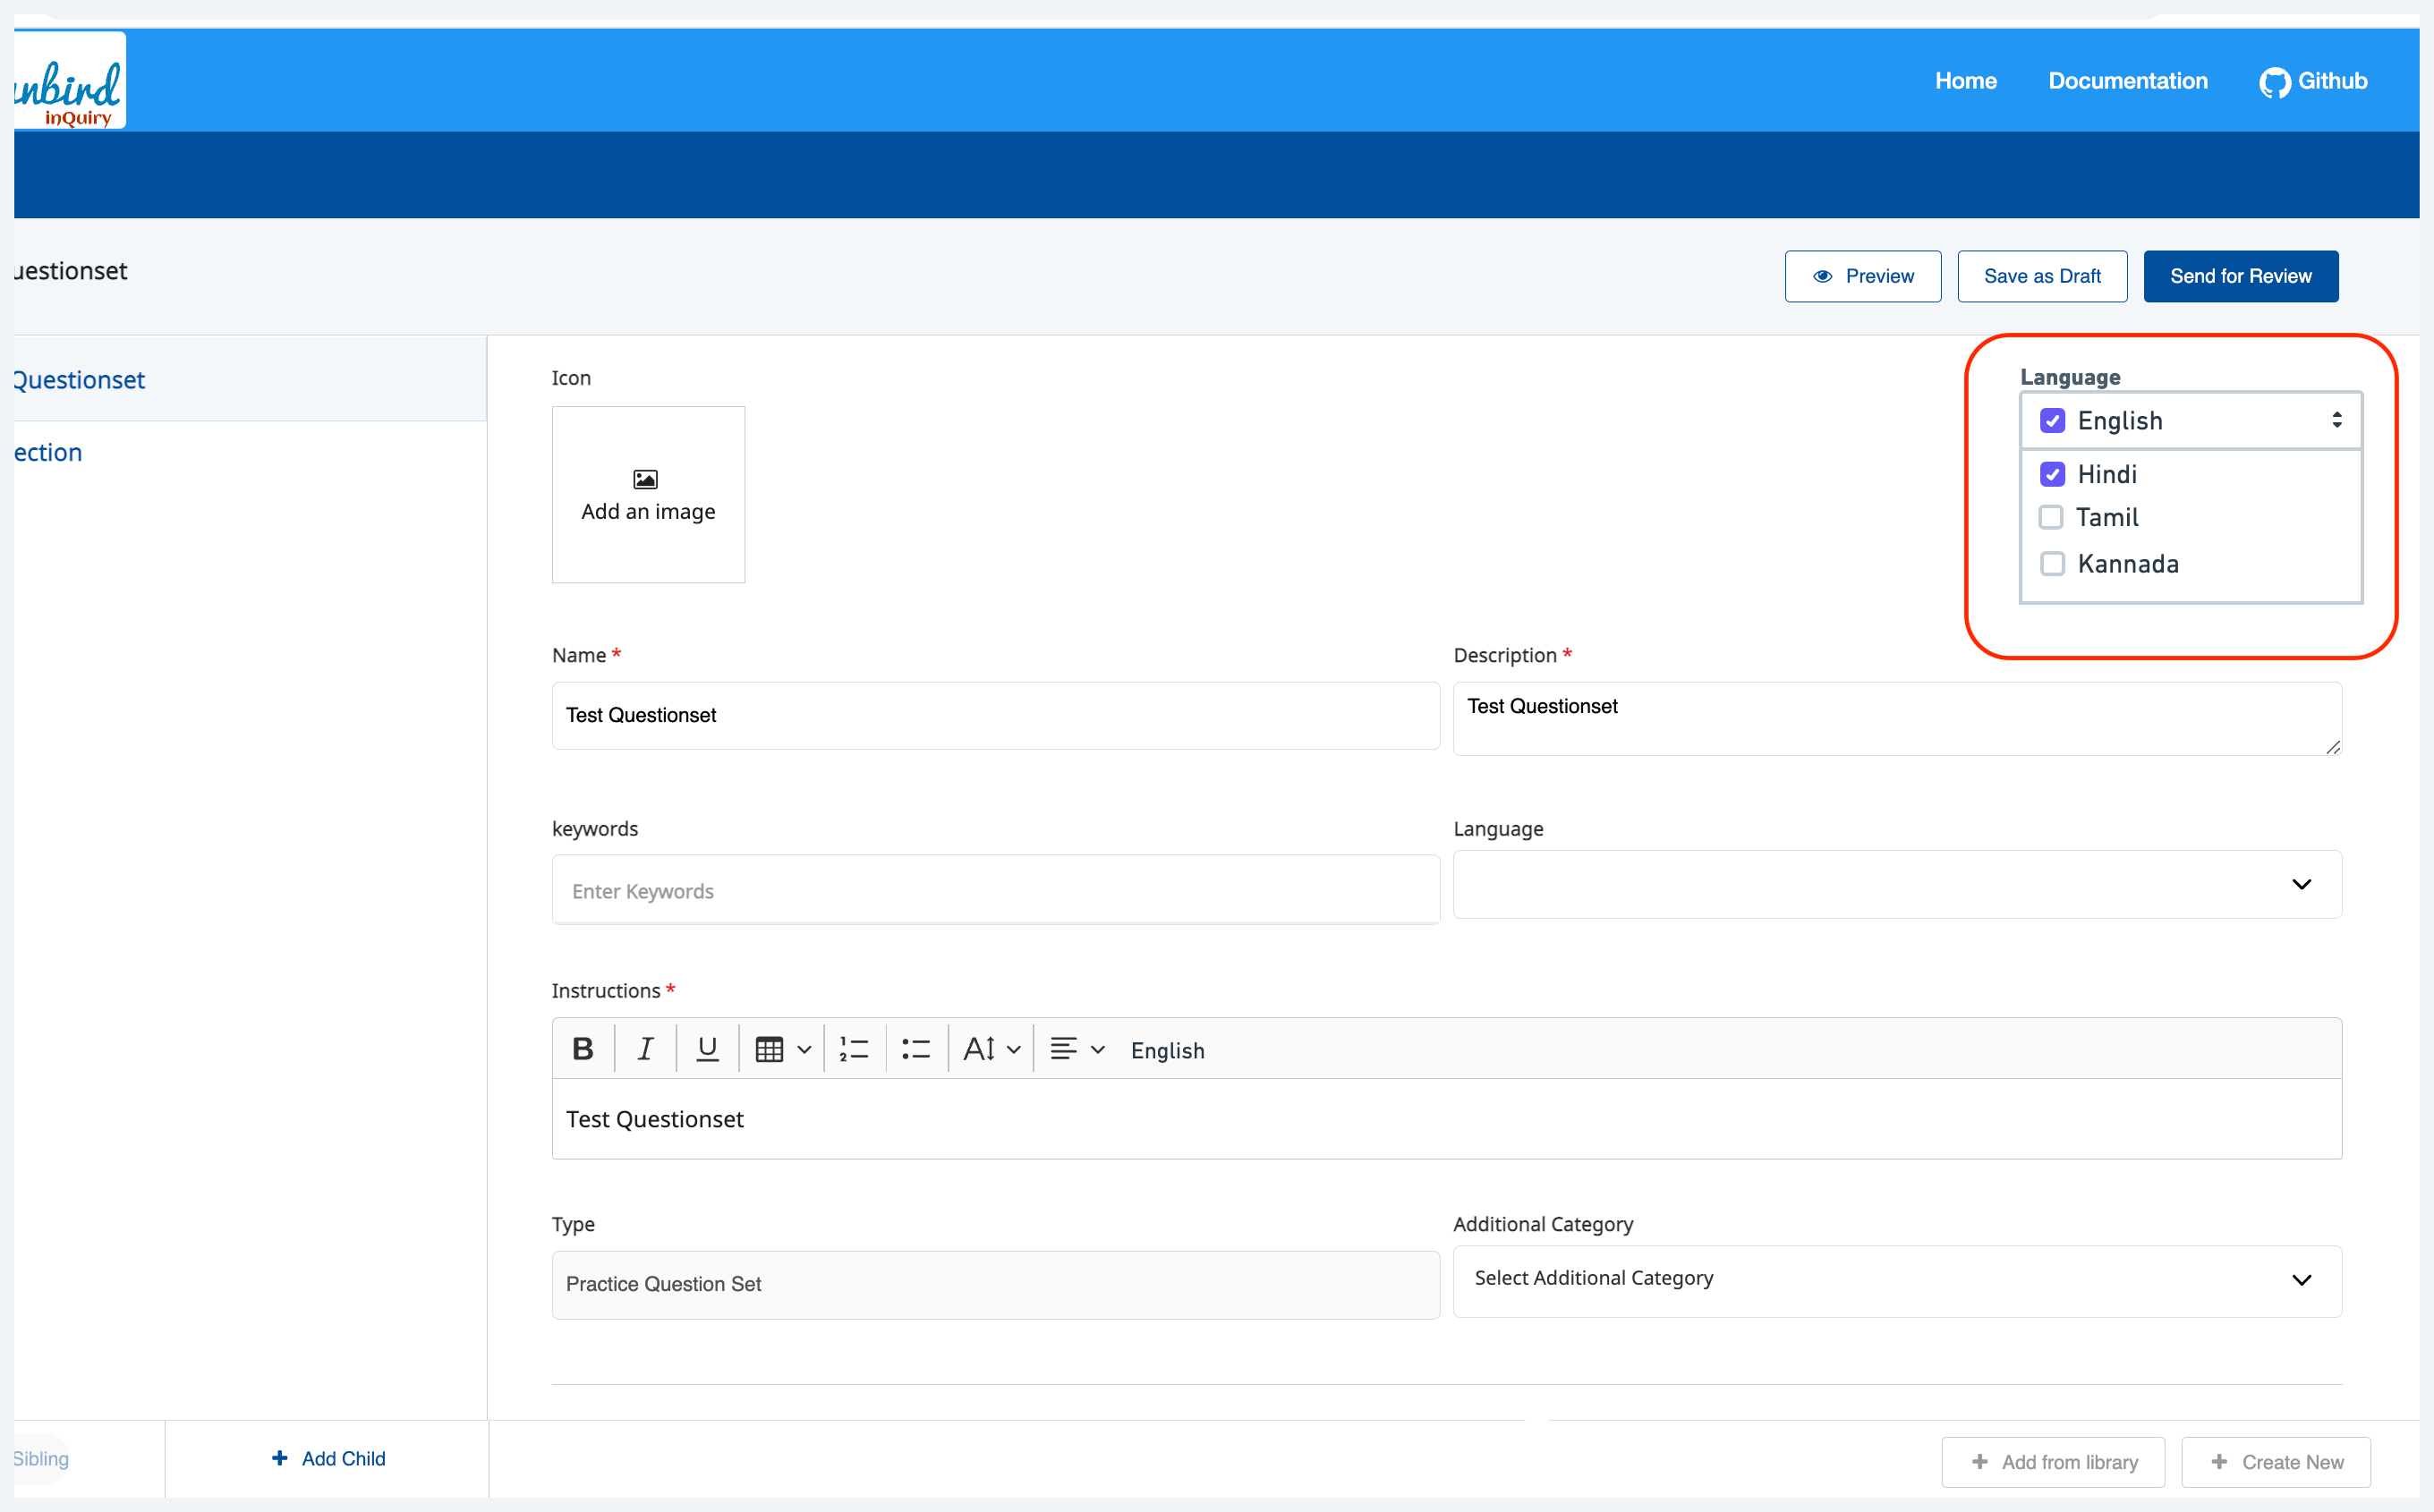 nbird
inQuiry
Home Documentation Github
uestionset
Preview Save as Draft Send for Review
Questionset
ection
Icon
Add an image
Language
English
Hindi
Tamil
Kannada
Name * Description *
Test Questionset Test Questionset
keywords Language
Enter Keywords
Instructions *
B I U English
Test Questionset
Type Additional Category
Practice Question Set Select Additional Category
Sibling + Add Child + Add from library + Create New